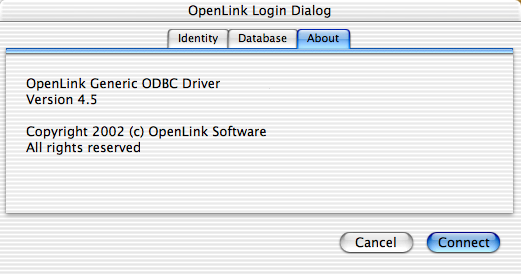 OpenLink Login Dialog
Identity
Database
About
OpenLink Generic ODBC Driver
Version 4.5
Copyright 2002 (c) OpenLink Software
All rights reserved
Cancel
Connect